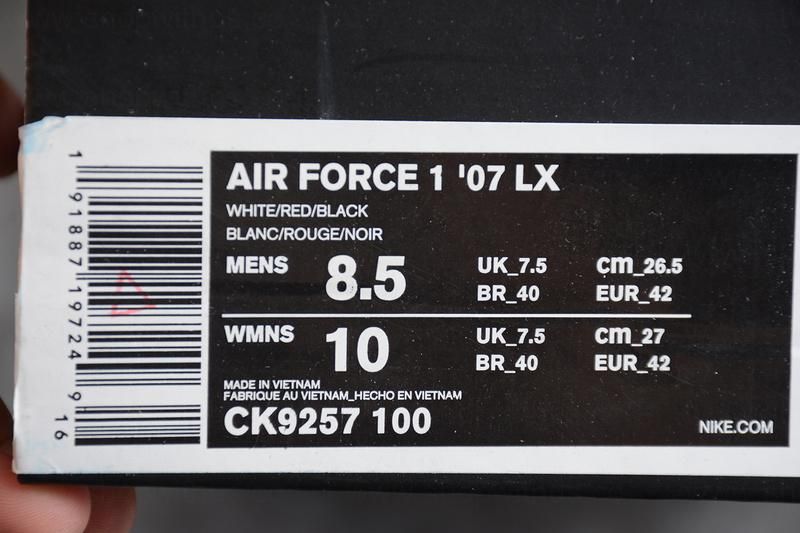 AIR FORCE 1 '07 LX
WHITE/RED/BLACK
BLANC/ROUGE/NOIR
MENS 8.5 UK_7.5 cm_26.5
BR_40 EUR_42
WMNS 10 UK_7.5 cm_27
BR_40 EUR_42
MADE IN VIETNAM
FABRIQUE AU VIETNAM_HECHO EN VIETNAM
CK9257 100
NIKE.COM
1 91887 19724 9 16